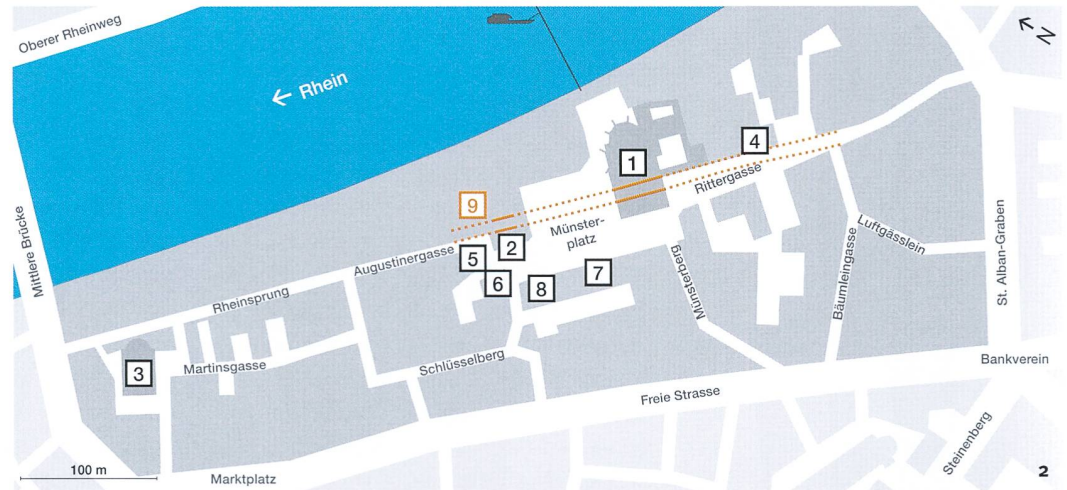 Oberer Rheinweg
N
← Rhein
4
1
Rittergasse
9
Münster-
platz
2
Augustinergasse
5
6
8
7
Luftgässlein
St. Alban-Graben
Mittlere Brücke
Rheinsprung
Münsterberg
Bäumleingasse
Schlüsselberg
Martinsgasse
3
Bankverein
Freie Strasse
Steinenberg
100 m
Marktplatz
2